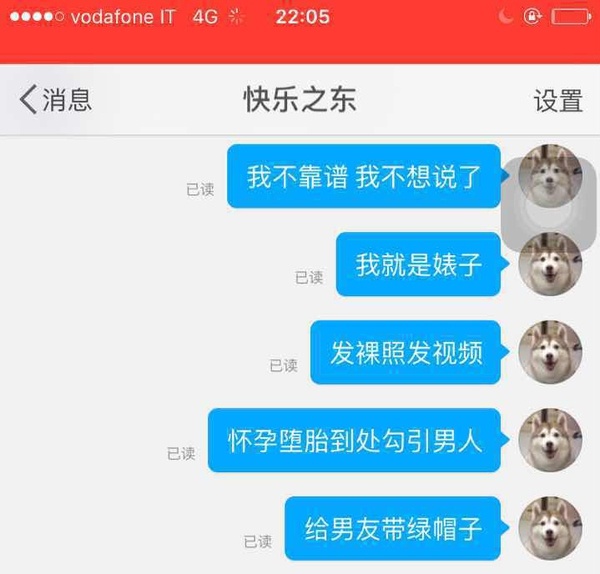 vodafone IT 4G 22:05
消息 快乐之东 设置
我不靠谱 我不想说了
已读
我就是婊子
已读
发裸照发视频
已读
怀孕堕胎到处勾引男人
已读
给男友带绿帽子
已读